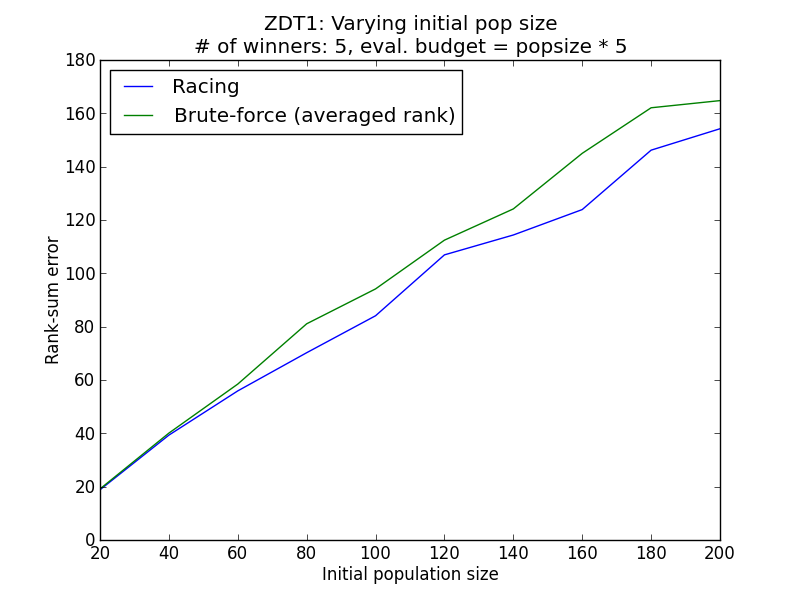 ZDT1: Varying initial pop size
# of winners: 5, eval. budget = popsize * 5
Racing
Brute-force (averaged rank)
Rank-sum error
180
160
140
120
100
80
60
40
20
0
20 40 60 80 100 120 140 160 180 200
Initial population size